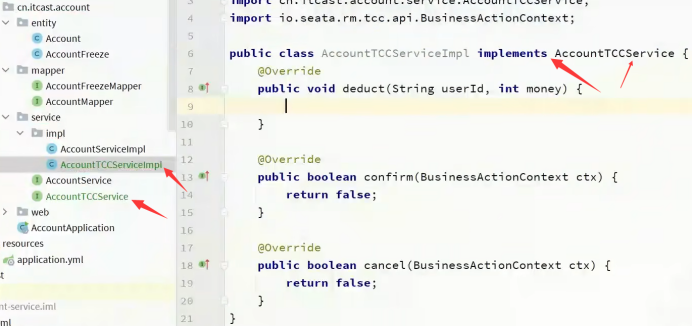 cn.itcast.account
entity
Account
AccountFreeze
mapper
AccountFreezeMapper
AccountMapper
service
impl
AccountServiceImpl
AccountTCCServiceImpl
AccountService
AccountTCCService
web
AccountApplication
resources
application.yml
nt-service.iml
import cn.itcast.account.service.AccountTCCService;
4 import io.seata.rm.tcc.api.BusinessActionContext;
5
6 public class AccountTCCServiceImpl implements AccountTCCService {
7 @Override
8 public void deduct(String userId, int money) {
9
10 }
11
12 @Override
13 public boolean confirm(BusinessActionContext ctx) {
14 return false;
15 }
16
17 @Override
18 public boolean cancel(BusinessActionContext ctx) {
19 return false;
20 }
21 }